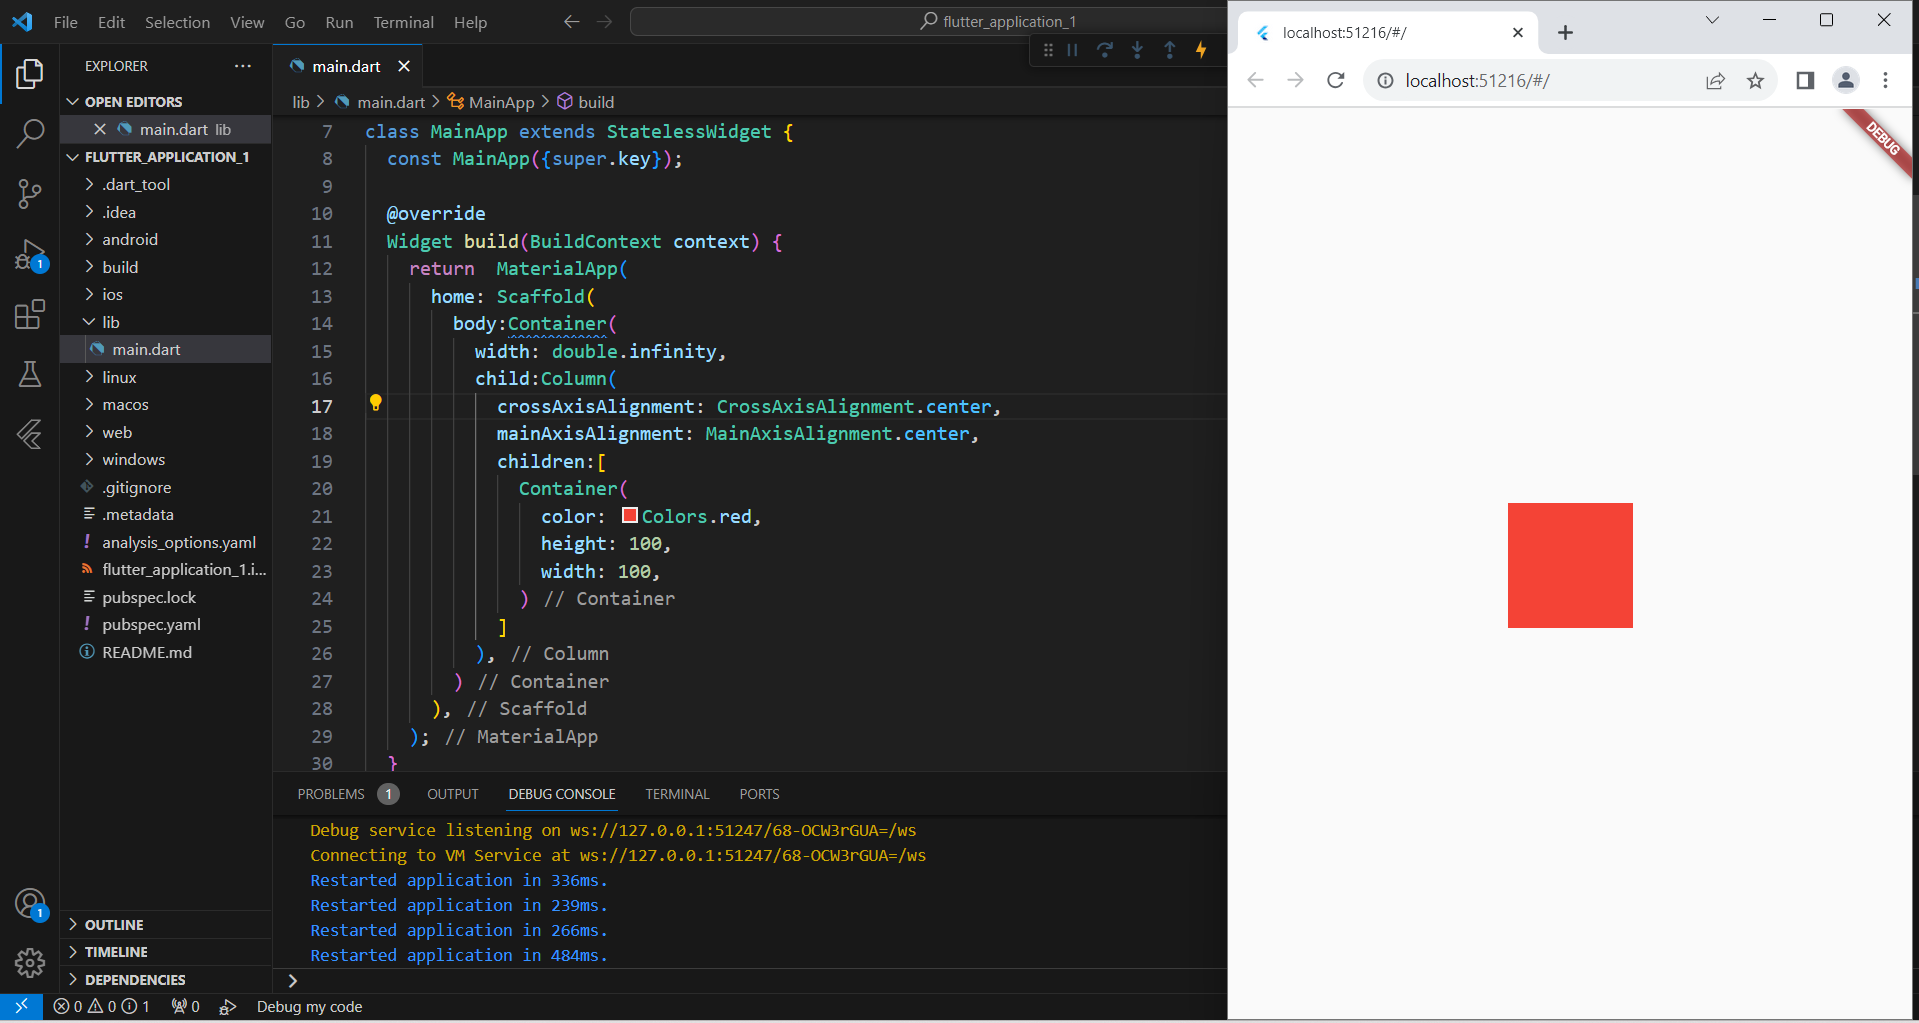 File Edit Selection View Go Run Terminal Help
flutter_application_1
EXPLORER
OPEN EDITORS
main.dart lib
FLUTTER_APPLICATION_1
.dart_tool
.idea
android
build
ios
lib
main.dart
linux
macos
web
windows
.gitignore
.metadata
analysis_options.yaml
flutter_application_1.i...
pubspec.lock
pubspec.yaml
README.md
OUTLINE
TIMELINE
DEPENDENCIES
1
1
main.dart
lib > main.dart > MainApp > build
7 class MainApp extends StatelessWidget {
8 const MainApp({super.key});
9
10 @override
11 Widget build(BuildContext context) {
12 return  MaterialApp(
13 home: Scaffold(
14 body:Container(
15 width: double.infinity,
16 child:Column(
17 crossAxisAlignment: CrossAxisAlignment.center,
18 mainAxisAlignment: MainAxisAlignment.center,
19 children:[
20 Container(
21 color: Colors.red,
22 height: 100,
23 width: 100,
24 ) // Container
25 ]
26 ), // Column
27 ) // Container
28 ), // Scaffold
29 ); // MaterialApp
30 }
PROBLEMS 1 OUTPUT DEBUG CONSOLE TERMINAL PORTS
Debug service listening on ws://127.0.0.1:51247/68-OCW3rGUA=/ws
Connecting to VM Service at ws://127.0.0.1:51247/68-OCW3rGUA=/ws
Restarted application in 336ms.
Restarted application in 239ms.
Restarted application in 266ms.
Restarted application in 484ms.
>
0 0 1 0 Debug my code
localhost:51216/#/
localhost:51216/#/
DEBUG